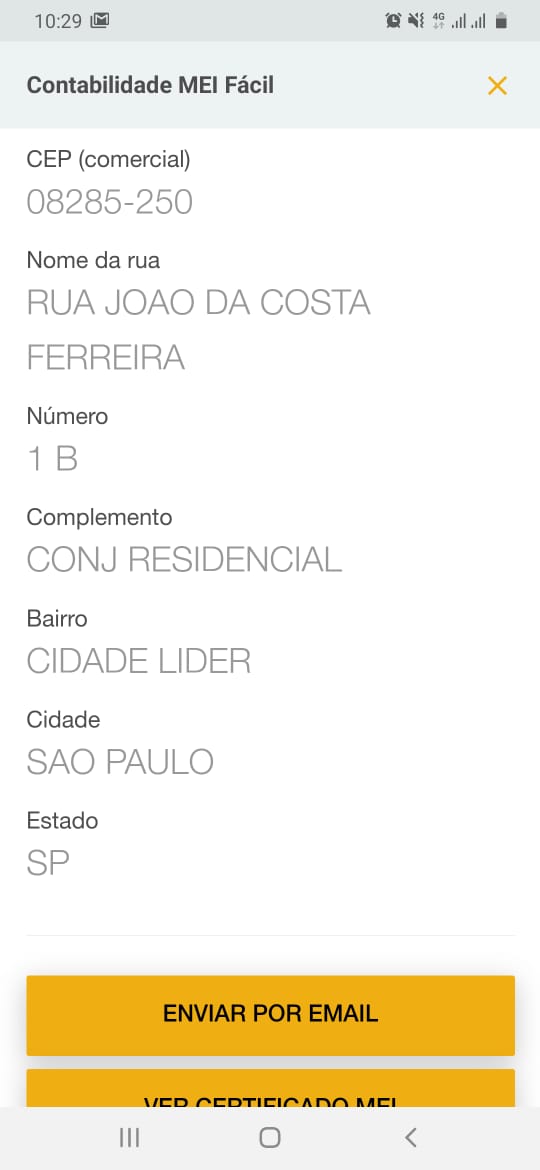 10:29
4G
Contabilidade MEI Fácil
CEP (comercial)
08285-250
Nome da rua
RUA JOAO DA COSTA
FERREIRA
Número
1 B
Complemento
CONJ RESIDENCIAL
Bairro
CIDADE LIDER
Cidade
SAO PAULO
Estado
SP
ENVIAR POR EMAIL
VER CERTIFICADO MEI